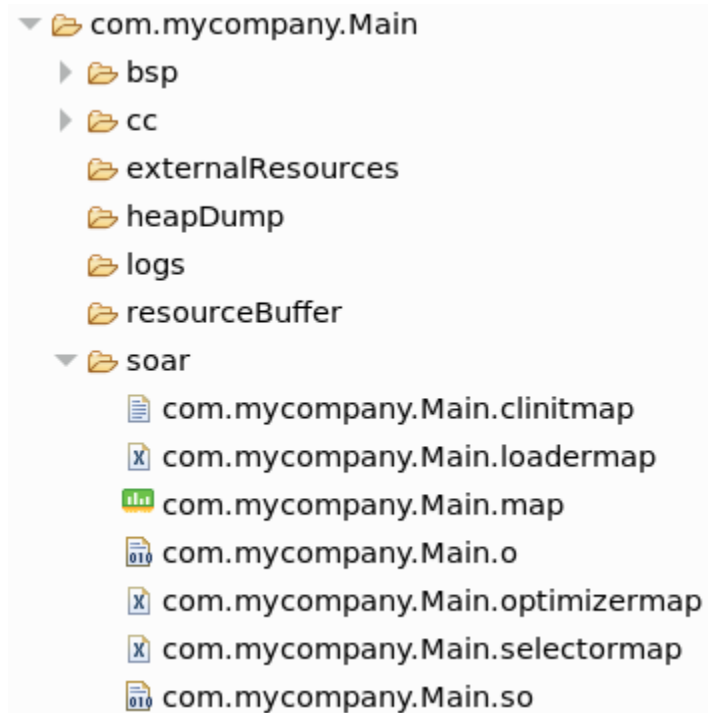 com.mycompany.Main
bsp
cc
externalResources
heapDump
logs
resourceBuffer
soar
com.mycompany.Main.clinitmap
com.mycompany.Main.loadermap
com.mycompany.Main.map
com.mycompany.Main.o
com.mycompany.Main.optimizermap
com.mycompany.Main.selectormap
com.mycompany.Main.so